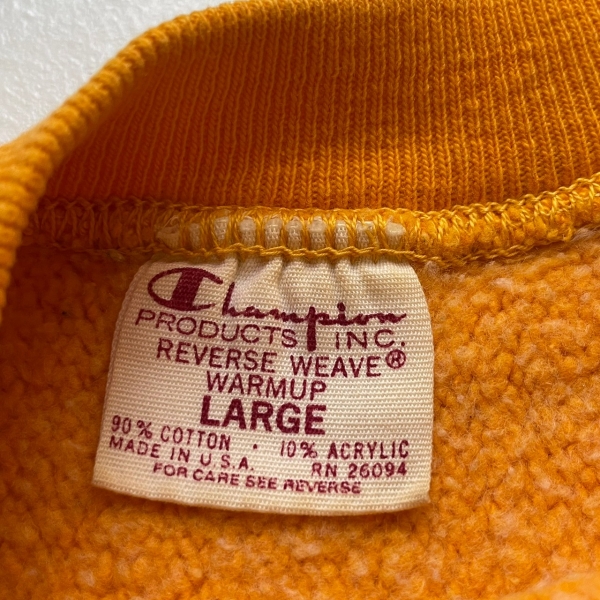 Champion
PRODUCTS INC.
REVERSE WEAVE®
WARMUP
LARGE
90% COTTON · 10% ACRYLIC
MADE IN U.S.A. RN 26094
FOR CARE SEE REVERSE